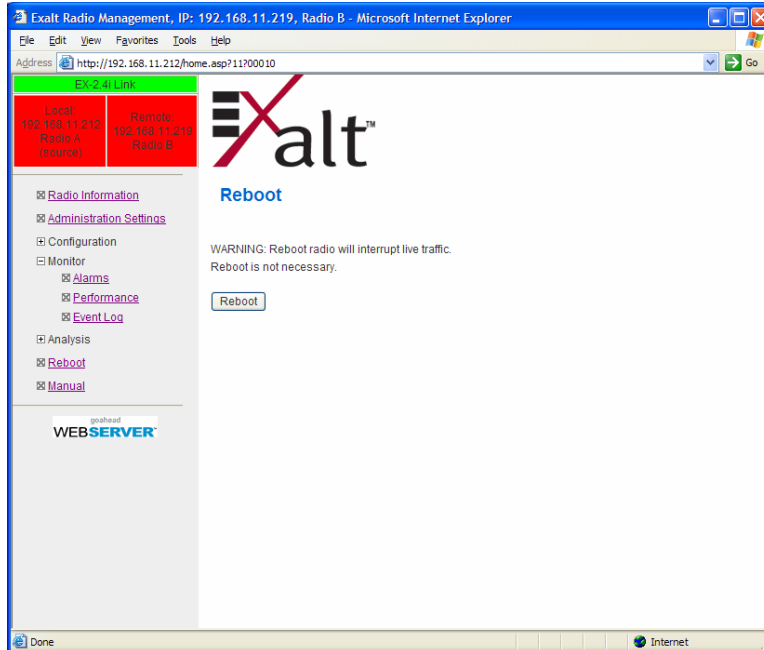 Exalt Radio Management, IP: 192.168.11.219, Radio B - Microsoft Internet Explorer
File Edit View Favorites Tools Help
Address http://192.168.11.212/home.asp?11?00010 Go
EX-2.4i Link
Local:
192.168.11.212
Radio A
(source)
Remote:
192.168.11.219
Radio B
Exalt™
Radio Information
Administration Settings
Configuration
Monitor
Alarms
Performance
Event Log
Analysis
Reboot
Manual
goahead
WEBSERVER
Reboot
WARNING: Reboot radio will interrupt live traffic.
Reboot is not necessary.
Reboot
Done Internet